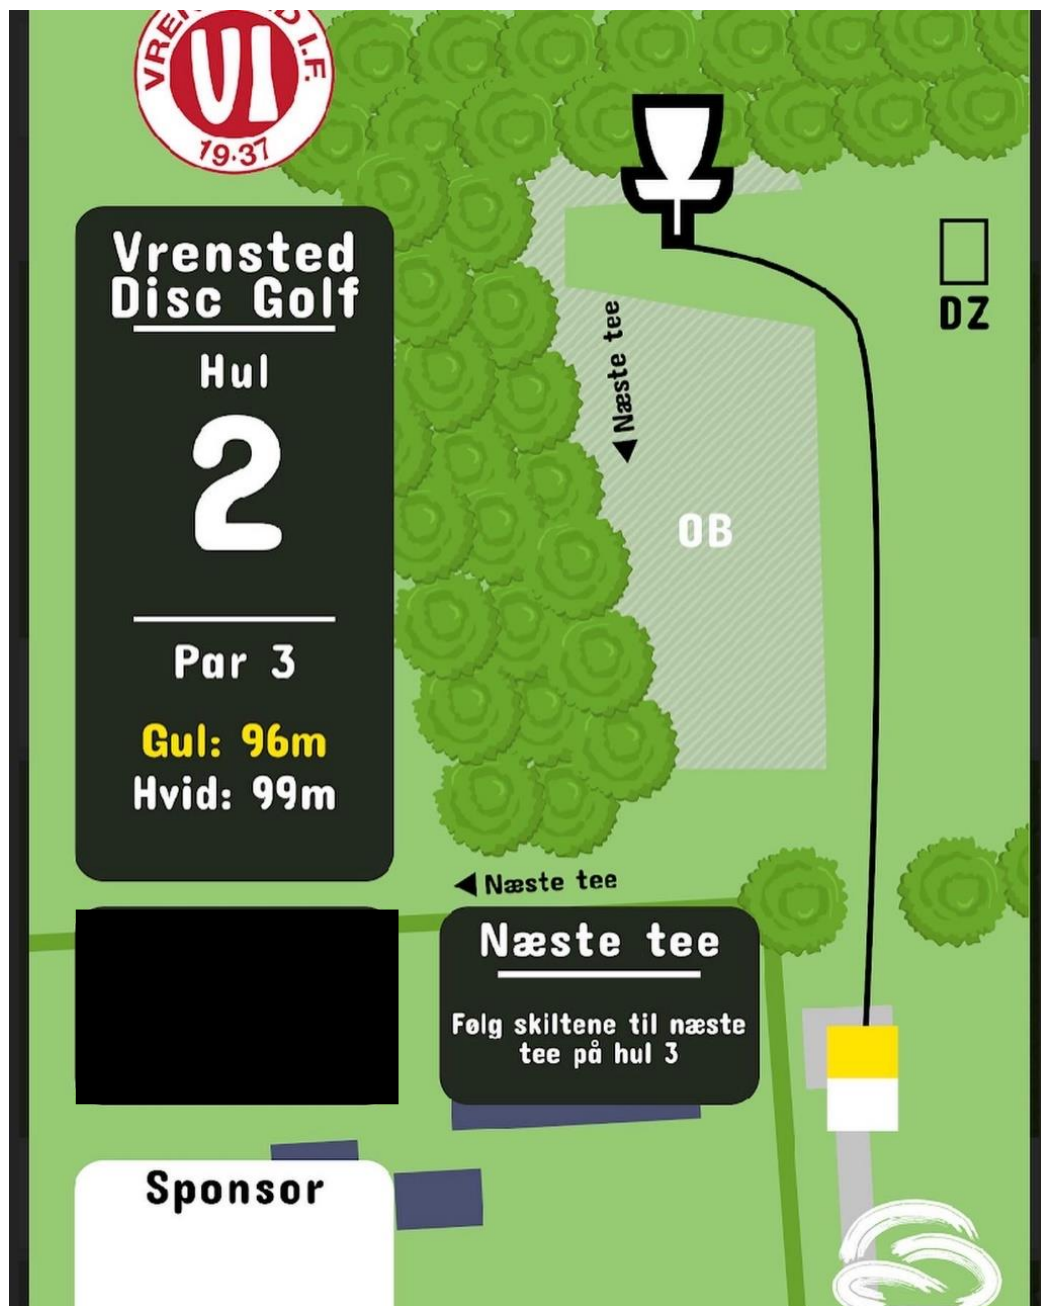 VRENSTED I.F.
19·37
Vrensted
Disc Golf
Hul
2
Par 3
Gul: 96m
Hvid: 99m
DZ
Næste tee
OB
Næste tee
Næste tee
Følg skiltene til næste
tee på hul 3
Sponsor